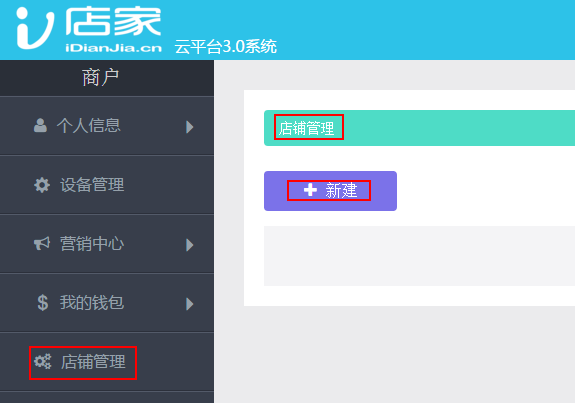 店家
iDianJia.cn 云平台3.0系统
商户
个人信息
设备管理
营销中心
我的钱包
店铺管理
店铺管理
新建